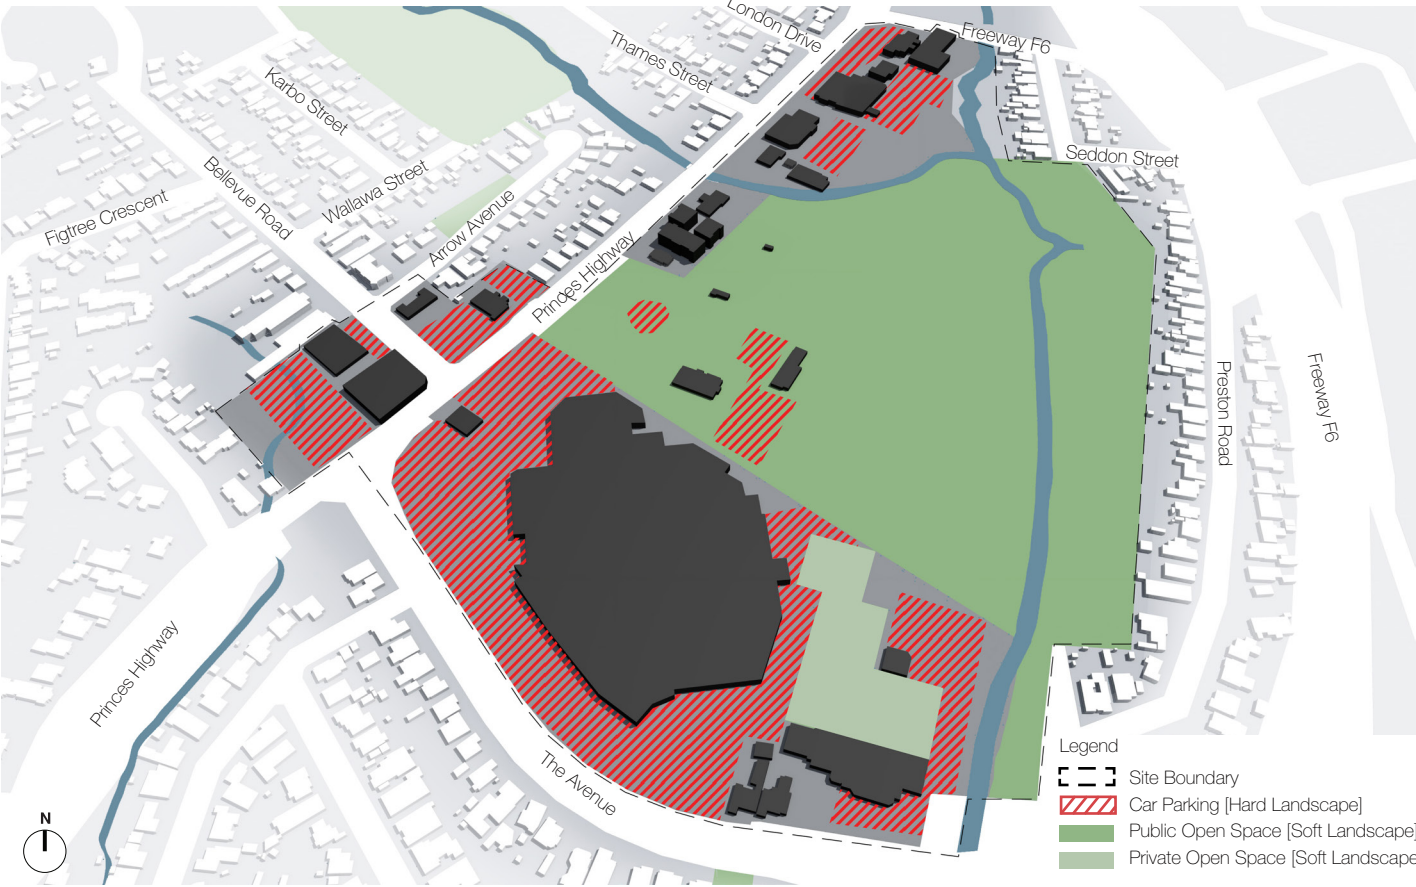 London Drive
Freeway F6
Thames Street
Karbo Street
Seddon Street
Bellevue Road
Wallawa Street
Figtree Crescent
Arrow Avenue
Princes Highway
Preston Road
Freeway F6
Princes Highway
The Avenue
Legend
Site Boundary
Car Parking [Hard Landscape]
Public Open Space [Soft Landscape]
Private Open Space [Soft Landscape
N